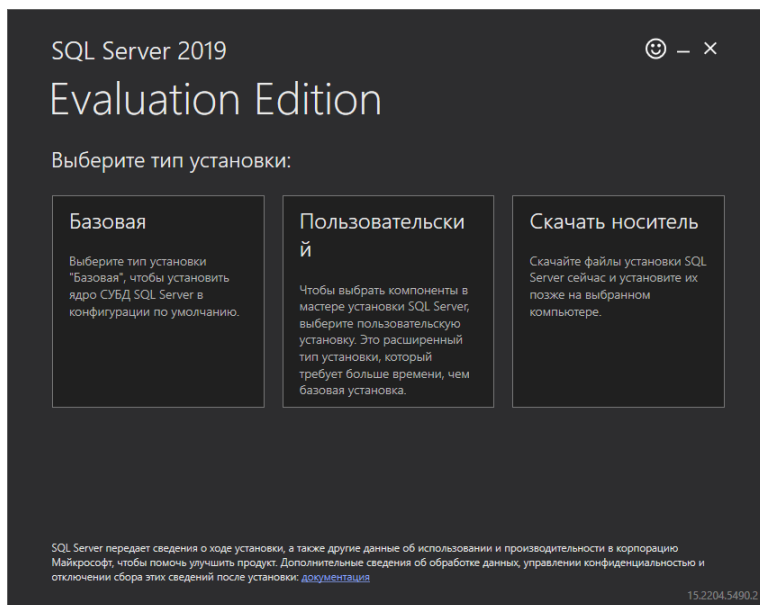 SQL Server 2019
Evaluation Edition
Выберите тип установки:
Базовая
Выберите тип установки
"Базовая", чтобы установить
ядро СУБД SQL Server в
конфигурации по умолчанию.
Пользовательски
й
Чтобы выбрать компоненты в
мастере установки SQL Server,
выберите пользовательскую
установку. Это расширенный
тип установки, который
требует больше времени, чем
базовая установка.
Скачать носитель
Скачайте файлы установки SQL
Server сейчас и установите их
позже на выбранном
компьютере.
SQL Server передает сведения о ходе установки, а также другие данные об использовании и производительности в корпорацию
Майкрософт, чтобы помочь улучшить продукт. Дополнительные сведения об обработке данных, управлении конфиденциальностью и
отключении сбора этих сведений после установки: документация
15.2204.5490.2